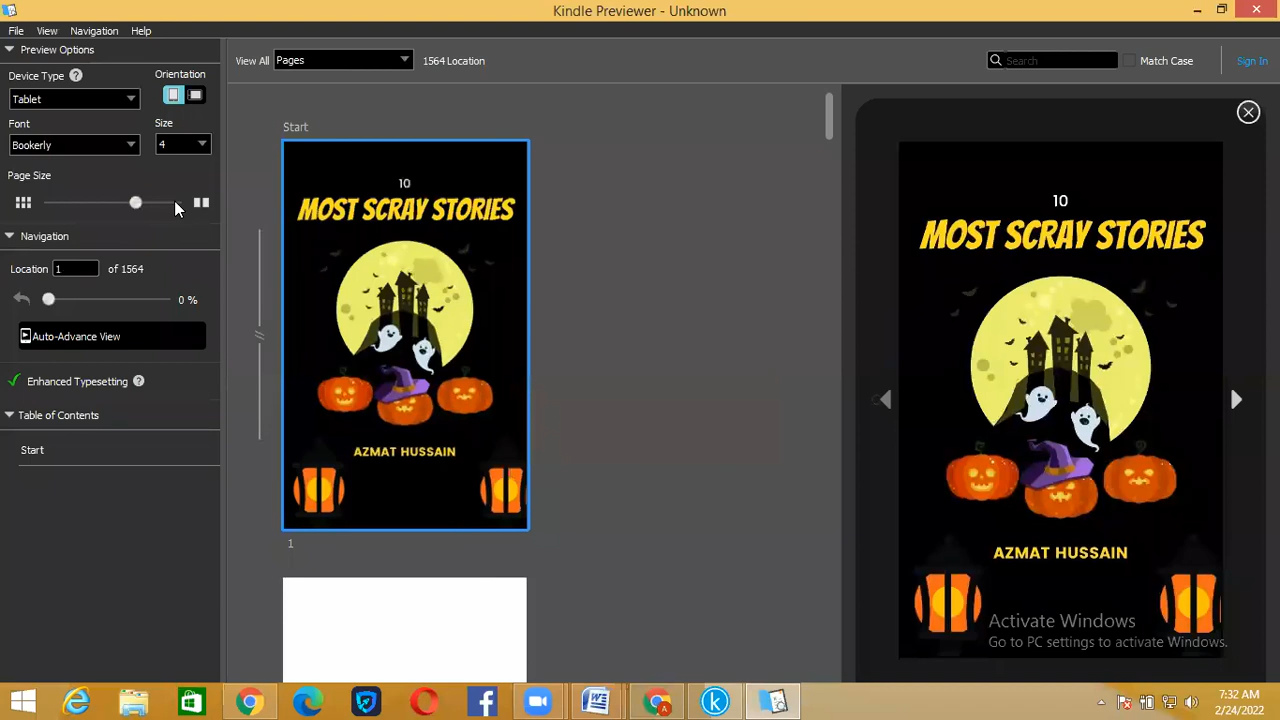 Kindle Previewer - Unknown
File View Navigation Help
Preview Options
Device Type ?
Orientation
Tablet
Font
Size
Bookerly
4
Page Size
Navigation
Location 1 of 1564
0 %
Auto-Advance View
Enhanced Typesetting ?
Table of Contents
Start
View All Pages 1564 Location
Search
Match Case
Sign In
Start
10
MOST SCRAY STORIES
AZMAT HUSSAIN
1
10
MOST SCRAY STORIES
AZMAT HUSSAIN
Activate Windows
Go to PC settings to activate Windows.
7:32 AM
2/24/2022